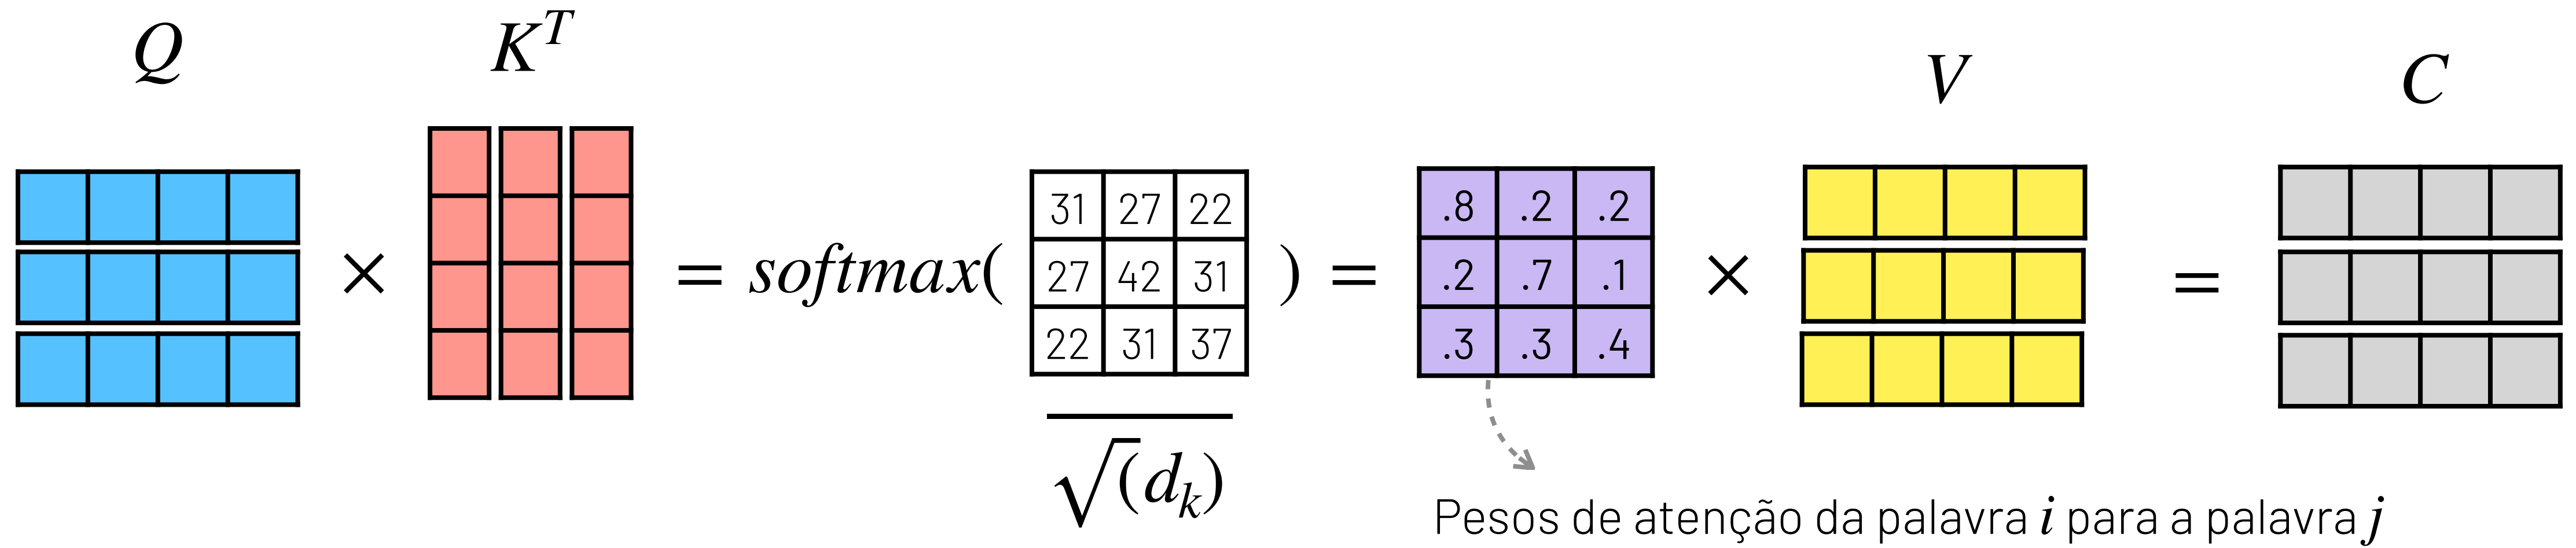 Q × K^T = softmax( 31 27 22 ) = .8 .2 .2 × V = C
27 42 31 .2 .7 .1
22 31 37 .3 .3 .4
√(d_k)
Pesos de atenção da palavra i para a palavra j